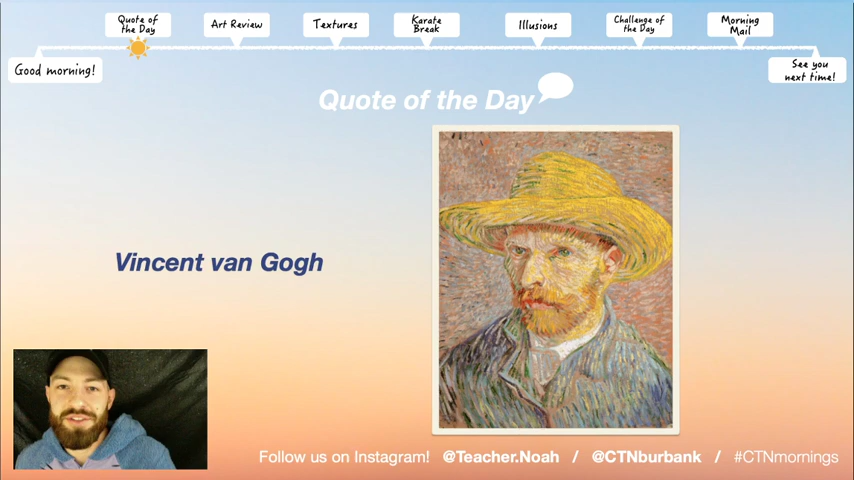 Quote of
the Day
Art Review
Textures
Karate
Break
Illusions
Challenge of
the Day
Morning
Mail
Good morning!
See you
next time!
Quote of the Day
Vincent van Gogh
Follow us on Instagram! @Teacher.Noah / @CTNburbank / #CTNmornings